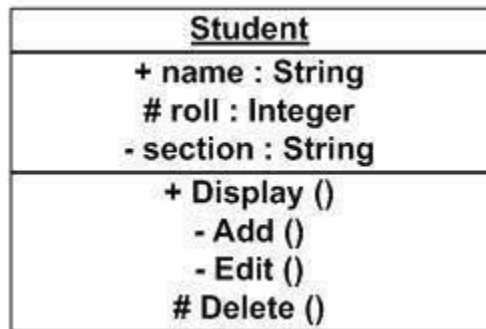 Student
+ name : String
# roll : Integer
- section : String
+ Display ()
- Add ()
- Edit ()
# Delete ()